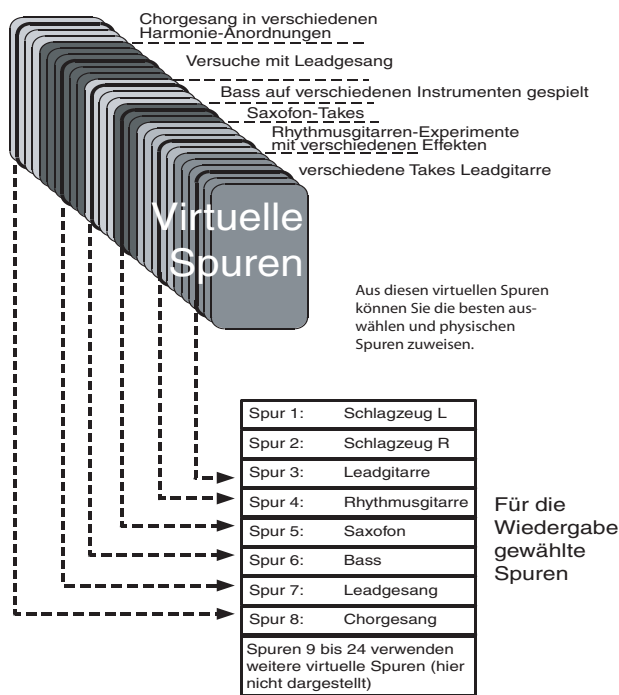 Chorgesang in verschiedenen
Harmonie-Anordnungen
Versuche mit Leadgesang
Bass auf verschiedenen Instrumenten gespielt
Saxofon-Takes
Rhythmusgitarren-Experimente
mit verschiedenen Effekten
verschiedene Takes Leadgitarre
Virtuelle
Spuren
Aus diesen virtuellen Spuren
können Sie die besten aus-
wählen und physischen
Spuren zuweisen.
Spur 1: Schlagzeug L
Spur 2: Schlagzeug R
Spur 3: Leadgitarre
Spur 4: Rhythmusgitarre
Spur 5: Saxofon
Spur 6: Bass
Spur 7: Leadgesang
Spur 8: Chorgesang
Spuren 9 bis 24 verwenden
weitere virtuelle Spuren (hier
nicht dargestellt)
Für die
Wiedergabe
gewählte
Spuren